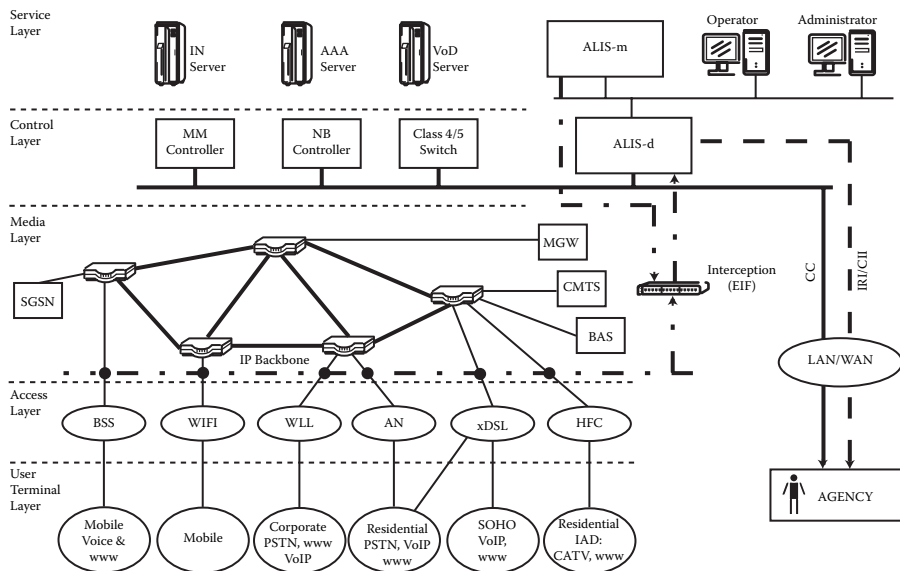 Service
Layer
IN
Server
AAA
Server
VoD
Server
ALIS-m
Operator
Administrator
Control
Layer
MM
Controller
NB
Controller
Class 4/5
Switch
ALIS-d
Media
Layer
MGW
SGSN
CMTS
BAS
Interception
(EIF)
CC
IRI/CII
IP Backbone
LAN/WAN
Access
Layer
BSS
WIFI
WLL
AN
xDSL
HFC
User
Terminal
Layer
Mobile
Voice &
www
Mobile
Corporate
PSTN, www
VoIP
Residential
PSTN, VoIP
www
SOHO
VoIP,
www
Residential
IAD:
CATV, www
AGENCY